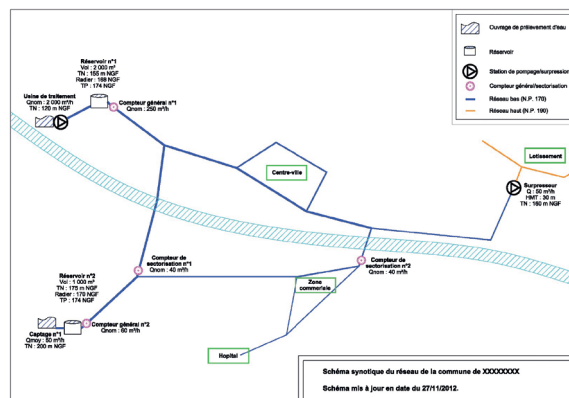 Ouvrage de prélèvement d'eau
Réservoir
Station de pompage/surpression
Compteur général/sectorisation
Réseau bas (N.P. 170)
Réseau haut (N.P. 190)
Réservoir n°1
Vol : 2 000 m³
TN : 155 m NGF
Radier : 168 NGF
TP : 174 NGF
Usine de traitement
Qnom : 2 000 m³/h
TN : 120 m NGF
Compteur général n°1
Qnom : 250 m³/h
Centre-ville
Lotissement
Surpresseur
Q : 50 m³/h
HMT : 30 m
TN : 160 m NGF
Compteur de
sectorisation n°1
Qnom : 40 m³/h
Compteur de
sectorisation n°2
Qnom : 40 m³/h
Réservoir n°2
Vol : 1 000 m³
TN : 175 m NGF
Radier : 170 NGF
TP : 174 NGF
Zone
commerciale
Captage n°1
Qmoy : 50 m³/h
TN : 200 m NGF
Compteur général n°2
Qnom : 60 m³/h
Hopital
Schéma synotique du réseau de la commune de XXXXXXXX
Schéma mis à jour en date du 27/11/2012.